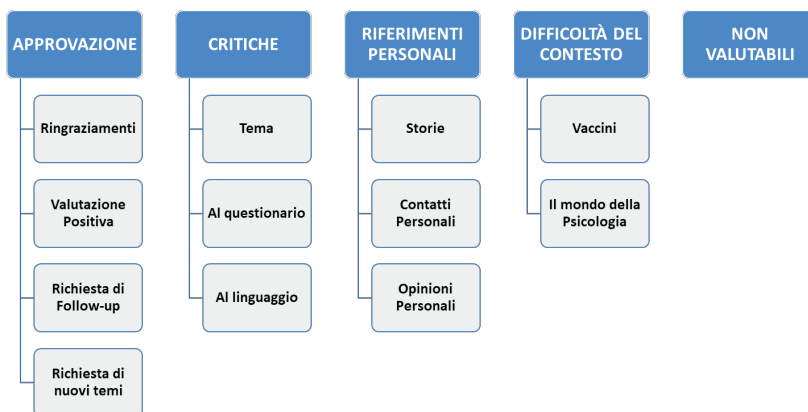 APPROVAZIONE
Ringraziamenti
Valutazione
Positiva
Richiesta di
Follow-up
Richiesta di
nuovi temi
CRITICHE
Tema
Al questionario
Al linguaggio
RIFERIMENTI
PERSONALI
Storie
Contatti
Personali
Opinioni
Personali
DIFFICOLTÀ DEL
CONTESTO
Vaccini
Il mondo della
Psicologia
NON
VALUTABILI